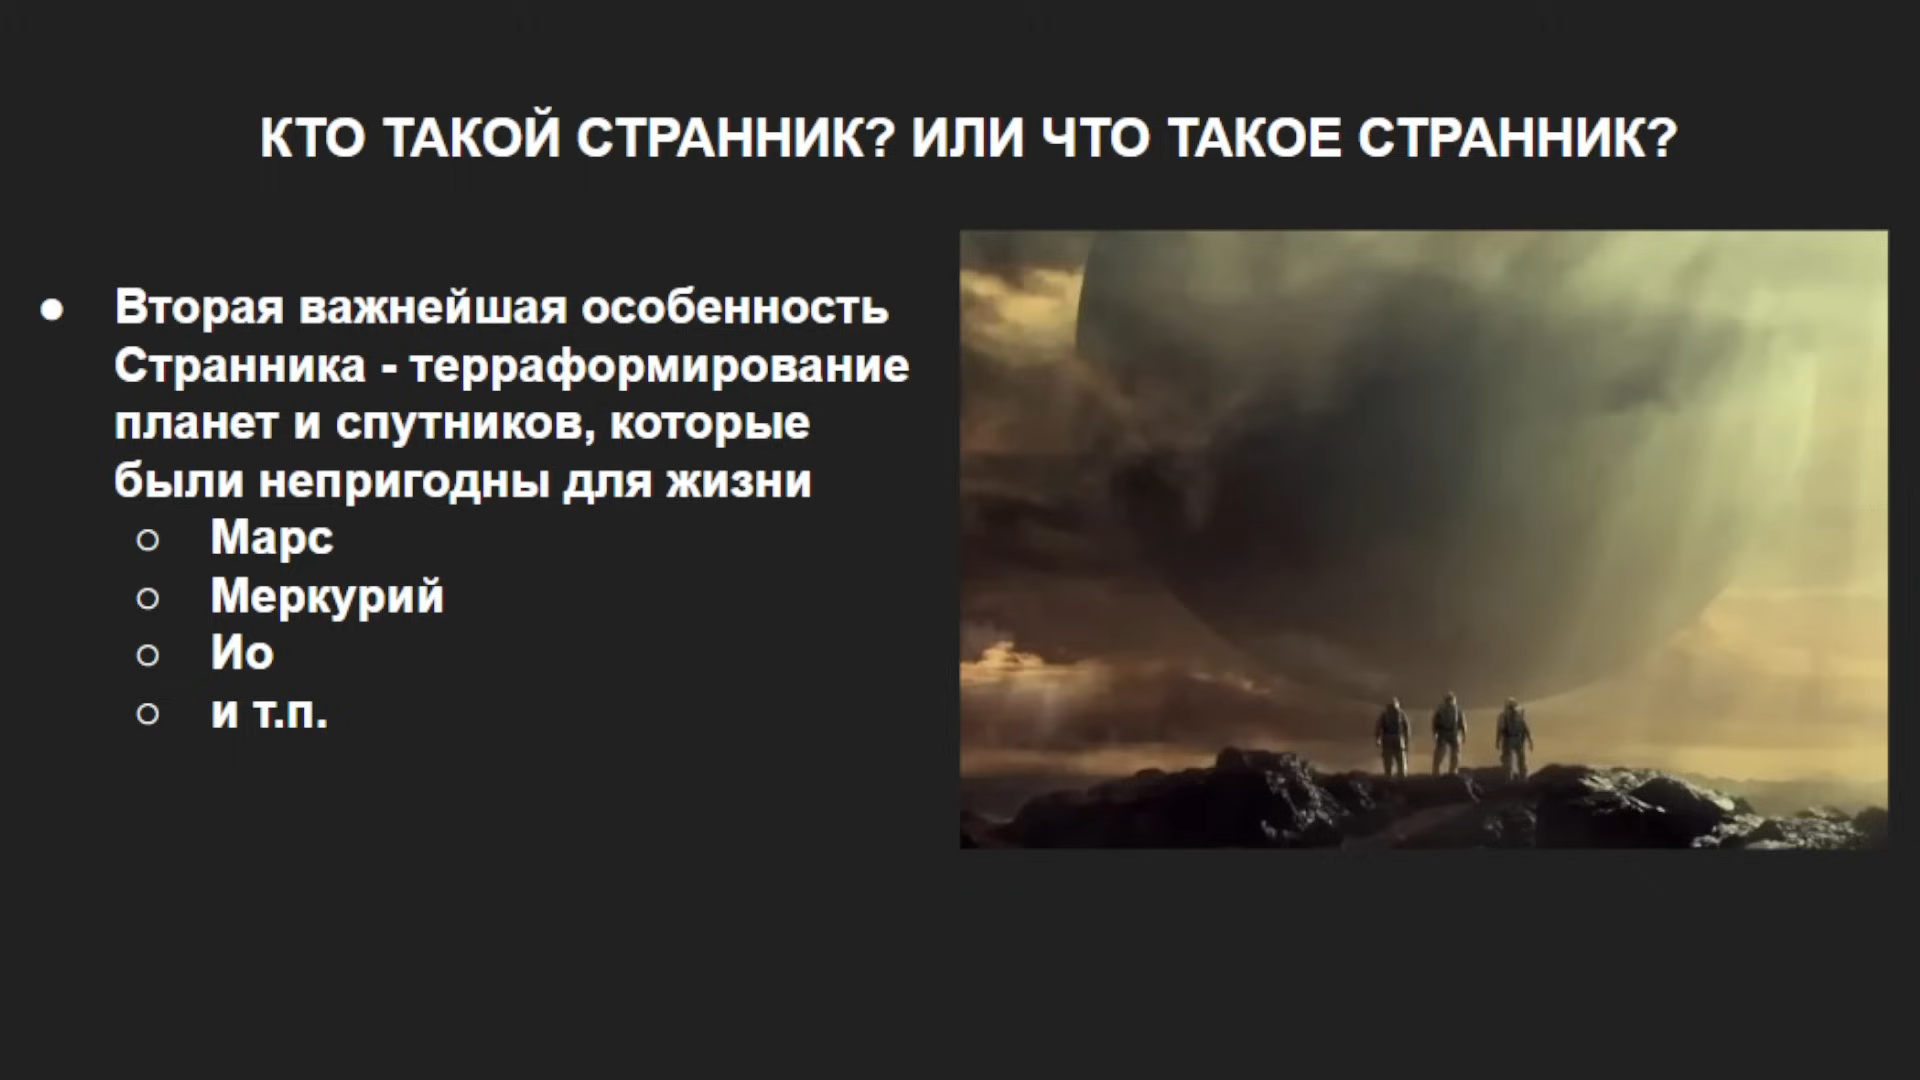 КТО ТАКОЙ СТРАННИК? ИЛИ ЧТО ТАКОЕ СТРАННИК?
● Вторая важнейшая особенность
Странника - терраформирование
планет и спутников, которые
были непригодны для жизни
○ Марс
○ Меркурий
○ Ио
○ и т.п.